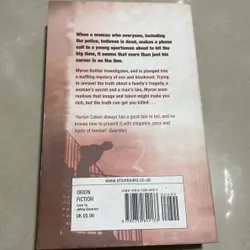 When a woman who everyone, including
the police, believes is dead, makes a phone
call to a young sportsman about to hit the
big time, it seems that more than just his
career is on the line.
Myron Bolitar investigates, and is plunged into
a baffling mystery of sex and blackmail. Trying to
unravel the truth about a family's tragedy, a
woman's secret and a man's lies, Myron soon
realises that image and talent might make you
rich, but the truth can get you killed ...
'Harlan Coben always has a good tale to tell, and he
knows how to present it with elegance, pace and
of tension' Guardian
www.orionbooks.co.uk
ORION
FICTION
UK £6.99
ISBN